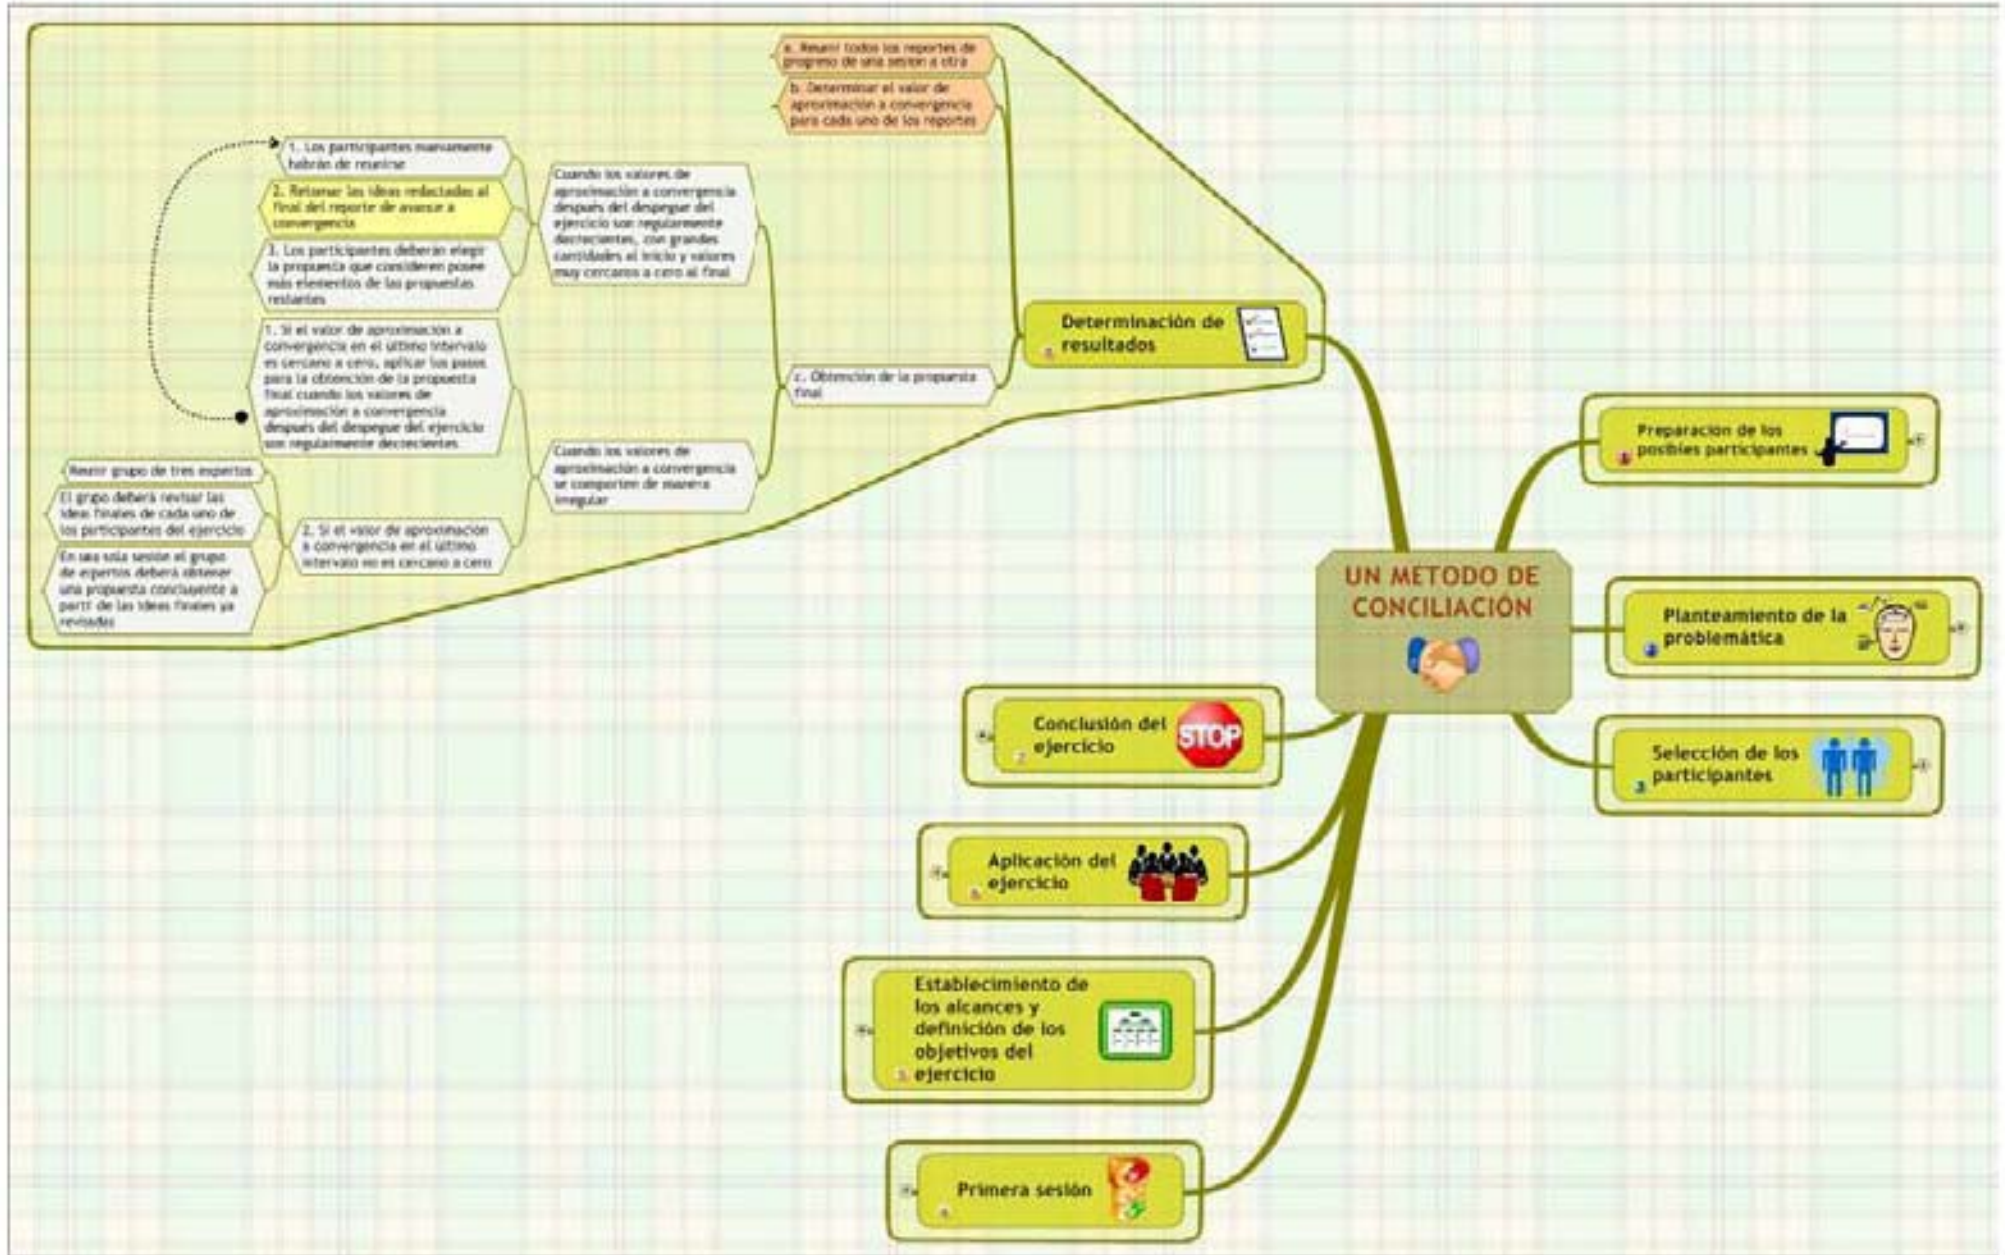 a. Reunir todos los reportes de
progreso de una sesion a otra
b. Determinar el valor de
aproximación a convergencia
para cada uno de los reportes
1. Los participantes
habrán de reunirse
2. Retomar las ideas redactadas al
final del reporte de avance a
convergencia
3. Los participantes deberán elegir
la propuesta que consideren posee
más elementos de las propuestas
restantes
Cuando los valores de
aproximación a convergencia
después del despegue del
ejercicio son regularmente
decrecientes, con grandes
cantidades al inicio y valores
muy cercanos a cero al final
1. Si el valor de aproximación a
convergencia en el último intervalo
es cercano a cero, aplicar los pasos
para la obtención de la propuesta
final cuando los valores de
aproximación a convergencia
después del despegue del ejercicio
son regularmente decrecientes
c. Obtención de la propuesta
final
Cuando los valores de
aproximación a convergencia
se comporten de manera
irregular
Reunir grupo de tres expertos
El grupo deberá revisar las
ideas finales de cada uno de
los participantes del ejercicio
En una sola sesión el grupo
de expertos deberá obtener
una propuesta concluyente a
partir de las ideas finales ya
revisadas
2. Si el valor de aproximación
a convergencia en el último
intervalo no es cercano a cero
Determinación de
resultados
Preparación de los
posibles participantes
1
UN METODO DE
CONCILIACIÓN
Planteamiento de la
problemática
2
Selección de los
participantes
3
Conclusión del
ejercicio
STOP
Aplicación del
ejercicio
Establecimiento de
los alcances y
definición de los
objetivos del
ejercicio
Primera sesión